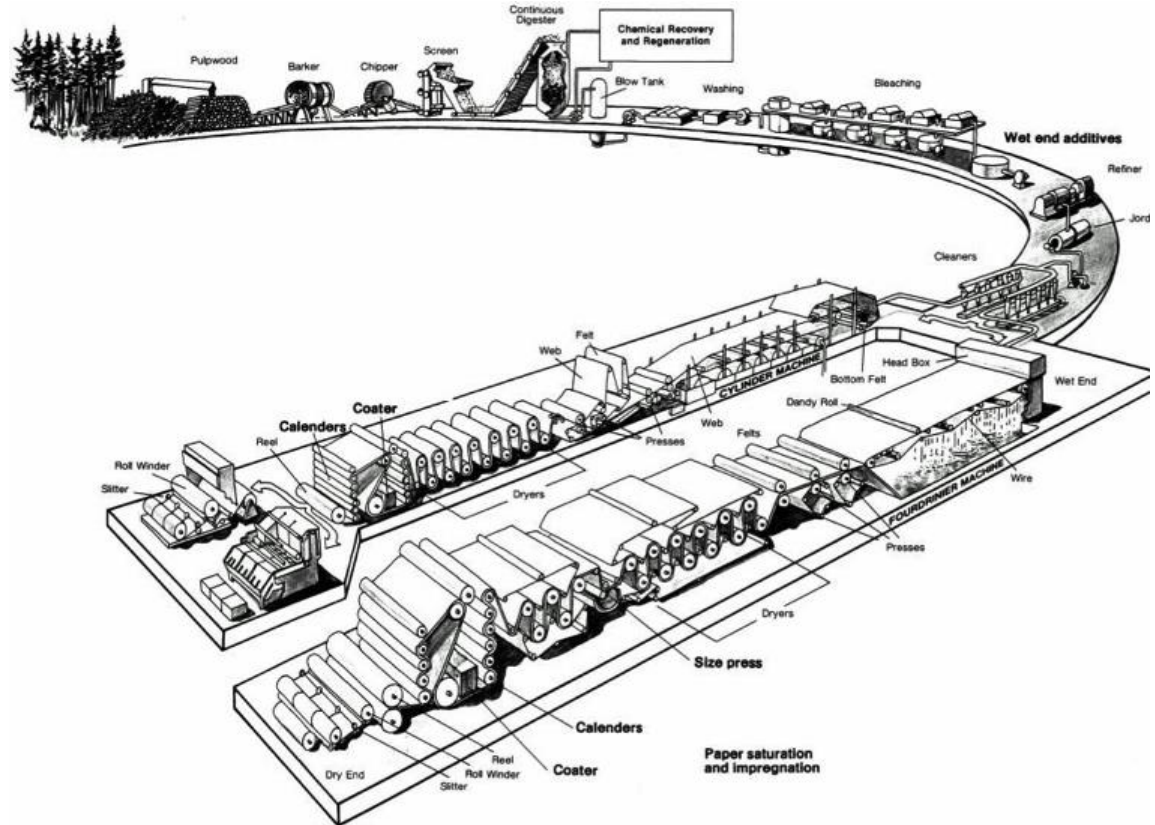 Continuous
Digester
Chemical Recovery
and Regeneration
Screen
Pulpwood
Barker
Chipper
Blow Tank
Washing
Bleaching
Wet end additives
Refiner
Jord
Cleaners
Felt
Web
CYLINDER MACHINE
Bottom Felt
Head Box
Wet End
Dandy Roll
Web
Presses
Felts
Coater
Calenders
Reel
Roll Winder
Slitter
Dryers
Wire
FOURDRINIER MACHINE
Presses
Dryers
Size press
Calenders
Paper saturation
and impregnation
Reel
Roll Winder
Coater
Slitter
Dry End